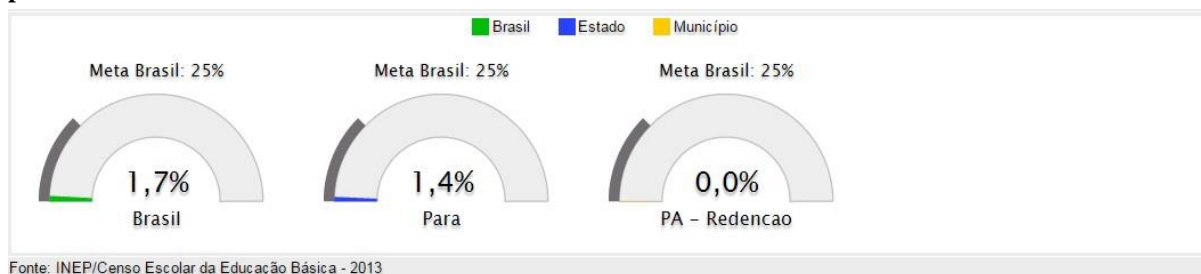 Brasil Estado Município
Meta Brasil: 25% Meta Brasil: 25% Meta Brasil: 25%
1,7% 1,4% 0,0%
Brasil Para PA - Redencao
Fonte: INEP/Censo Escolar da Educação Básica - 2013